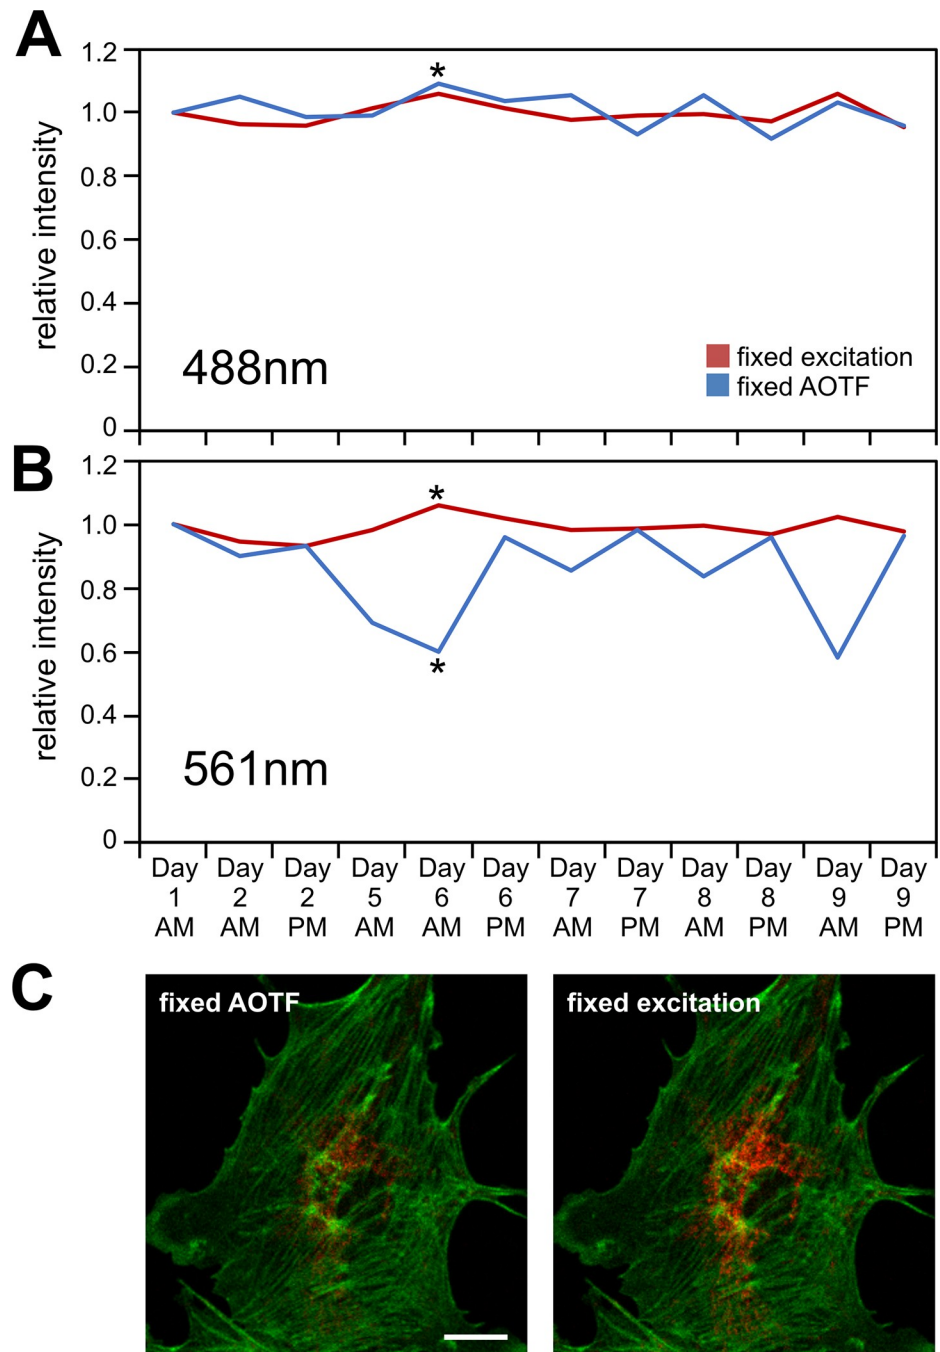 A
1.2
1.0
0.8
0.6
0.4
0.2
0
relative intensity
*
488nm
fixed excitation
fixed AOTF
B
1.2
1.0
0.8
0.6
0.4
0.2
0
relative intensity
*
*
561nm
Day Day Day Day Day Day Day Day Day Day Day Day
1 2 2 5 6 6 7 7 8 8 9 9
AM AM PM AM AM PM AM PM AM PM AM PM
C
fixed AOTF
fixed excitation